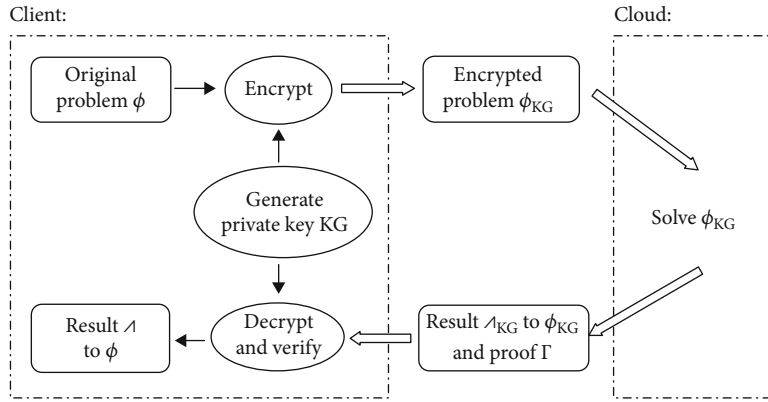 Client:
Cloud:
Original
problem ϕ
Encrypt
Encrypted
problem ϕKG
Generate
private key KG
Solve ϕKG
Result Λ
to ϕ
Decrypt
and verify
Result ΛKG to ϕKG
and proof Γ